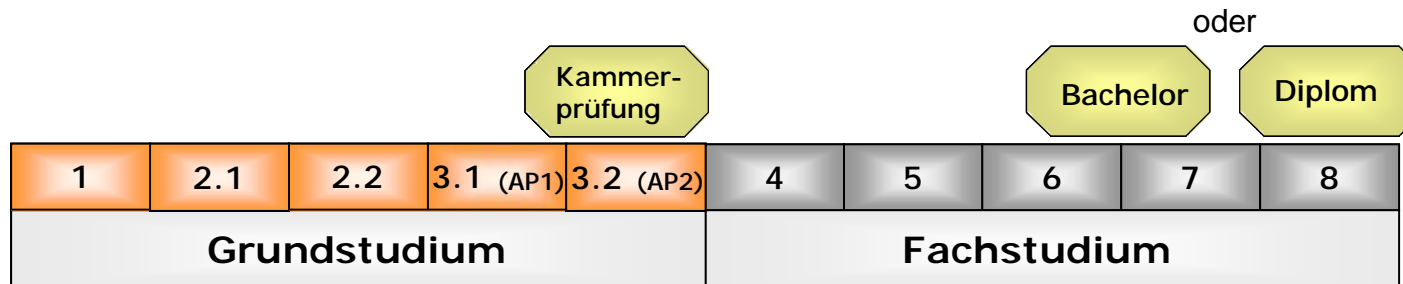 oder
Kammer-
prüfung
Bachelor
Diplom
1 2.1 2.2 3.1 (AP1) 3.2 (AP2) 4 5 6 7 8
Grundstudium Fachstudium